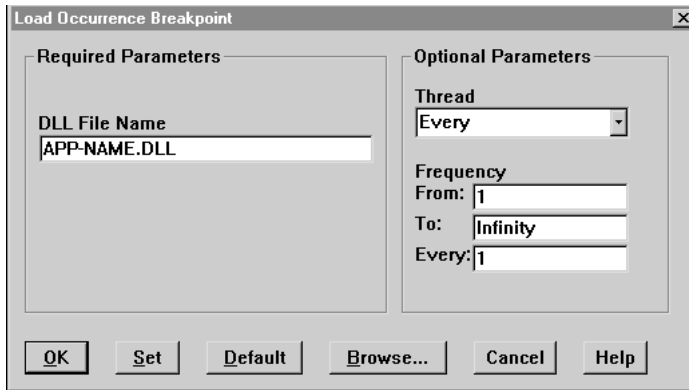 Load Occurrence Breakpoint
Required Parameters
DLL File Name
APP-NAME.DLL
Optional Parameters
Thread
Every
Frequency
From: 1
To: Infinity
Every: 1
OK Set Default Browse... Cancel Help